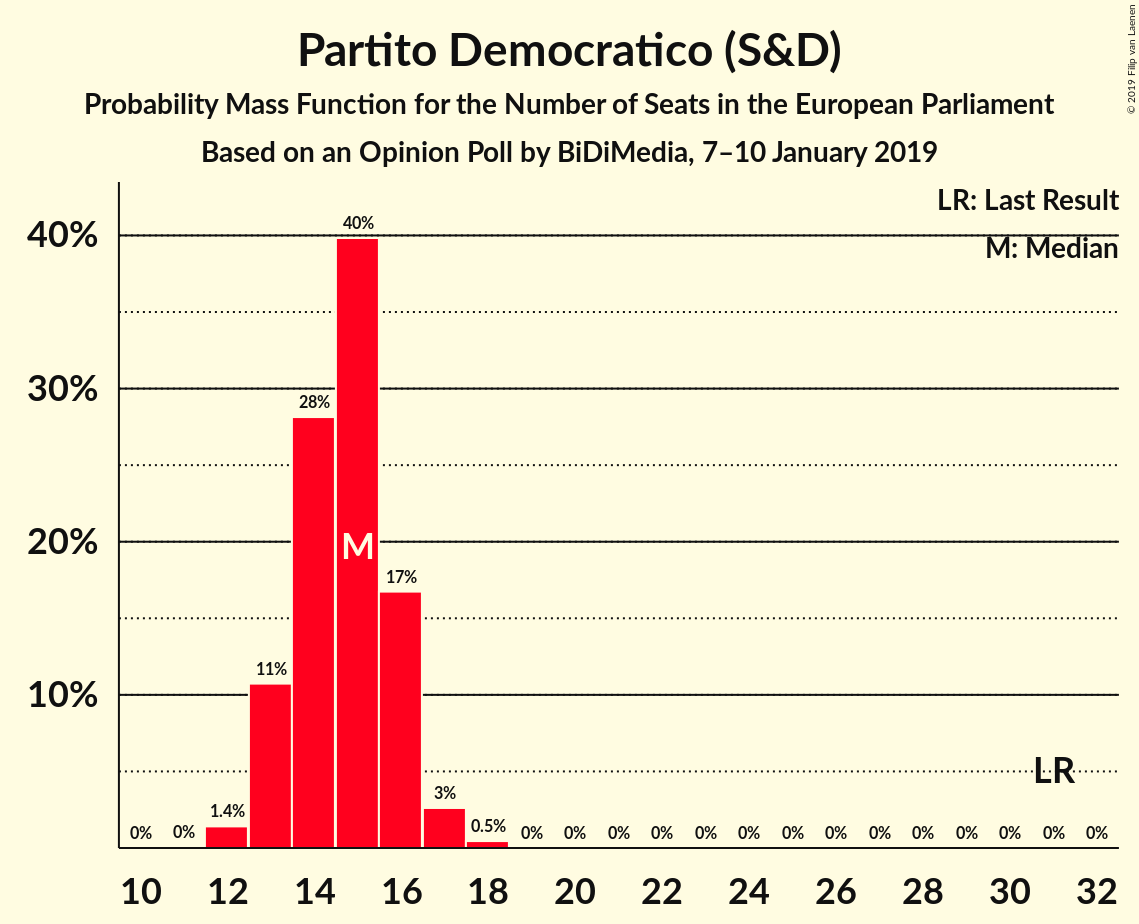 Partito Democratico (S&D)
Probability Mass Function for the Number of Seats in the European Parliament
Based on an Opinion Poll by BiDiMedia, 7–10 January 2019
© 2019 Filip van Laenen
LR: Last Result
M: Median
40%
30%
20%
10%
0% 0% 1.4% 11% 28% 40% 17% 3% 0.5% 0% 0% 0% 0% 0% 0% 0% 0% 0% 0% 0% 0% 0% 0%
M
LR
10 12 14 16 18 20 22 24 26 28 30 32